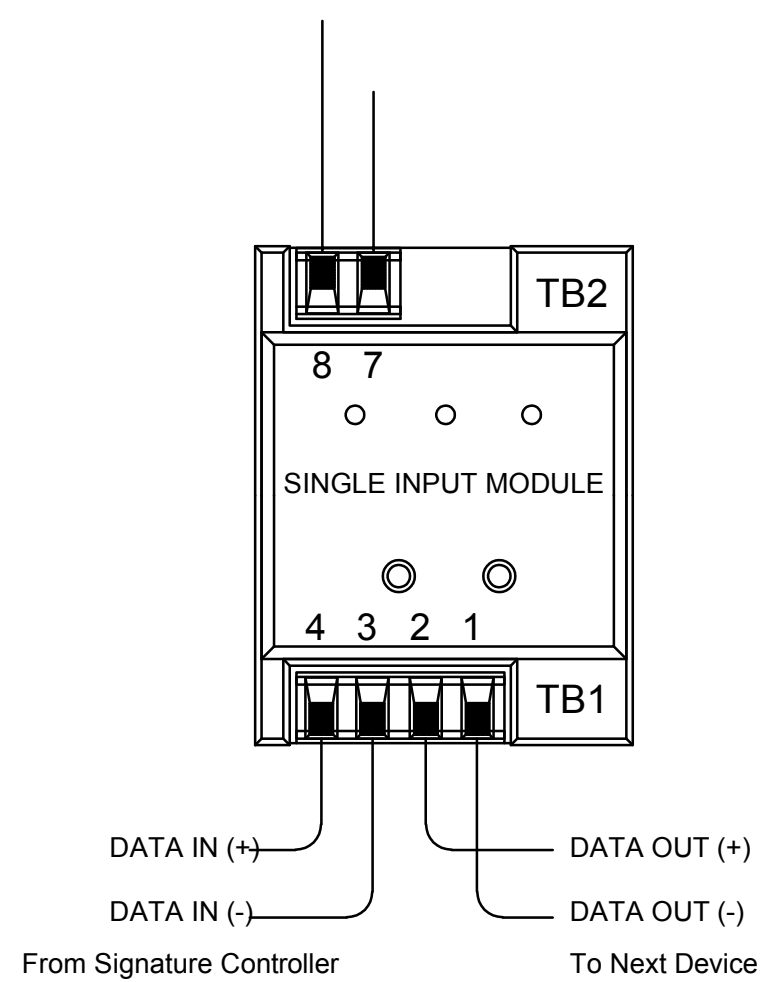 TB2
8 7
SINGLE INPUT MODULE
4 3 2 1
TB1
DATA IN (+) DATA OUT (+)
DATA IN (-) DATA OUT (-)
From Signature Controller To Next Device